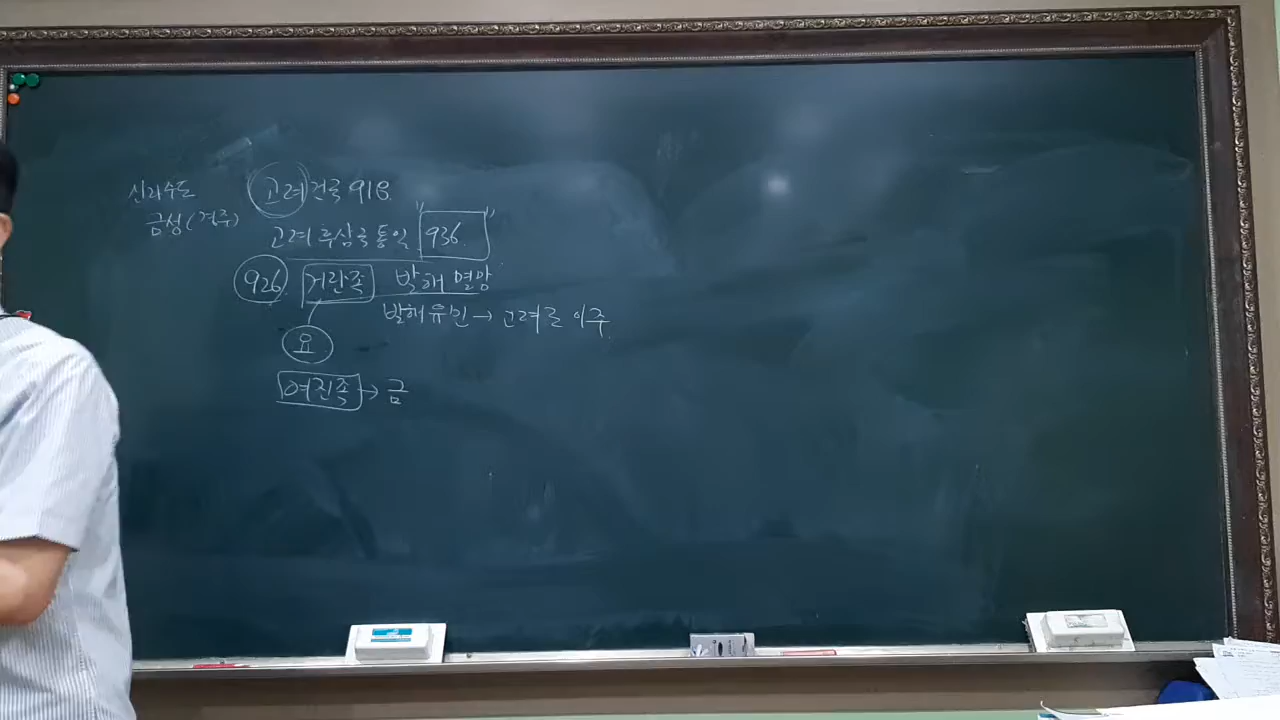 신라수도
금성(경주)
고려 건국 918.
고려 후삼국 통일 936.
926 거란족 발해 멸망
발해유민 → 고려로 이주
요
여진족 → 금